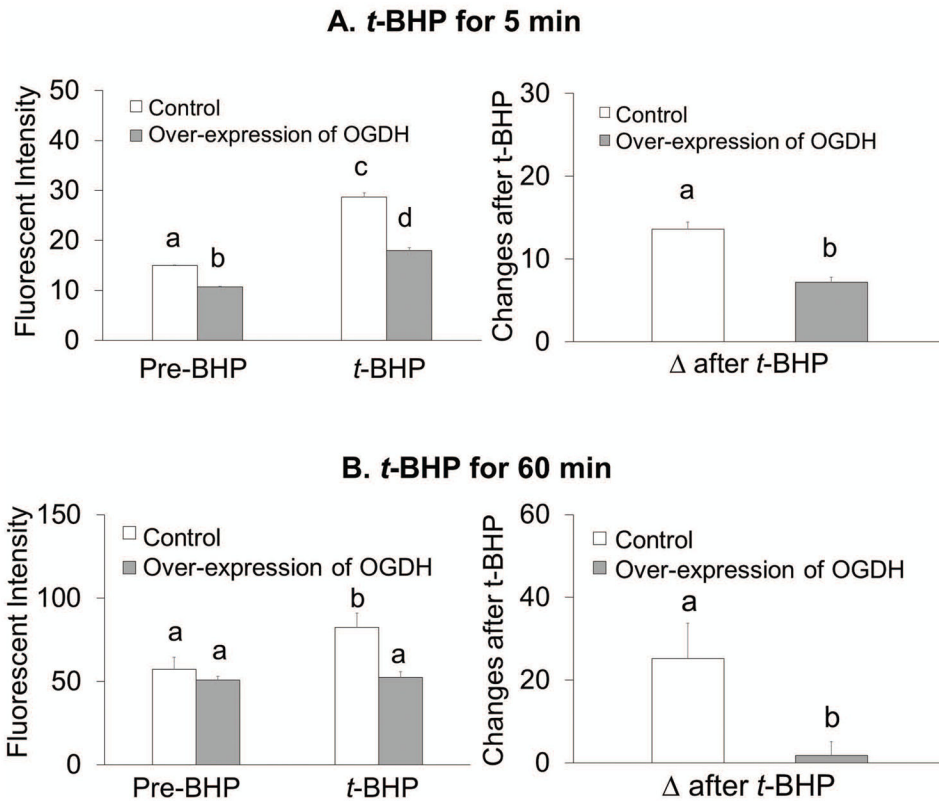 A. t-BHP for 5 min
Fluorescent Intensity
50
40
30
20
10
0
Control
Over-expression of OGDH
a
b
c
d
Pre-BHP
t-BHP
Changes after t-BHP
30
20
10
0
Control
Over-expression of OGDH
a
b
Δ after t-BHP
B. t-BHP for 60 min
Fluorescent Intensity
150
100
50
0
Control
Over-expression of OGDH
a
a
b
a
Pre-BHP
t-BHP
Changes after t-BHP
60
40
20
0
Control
Over-expression of OGDH
a
b
Δ after t-BHP